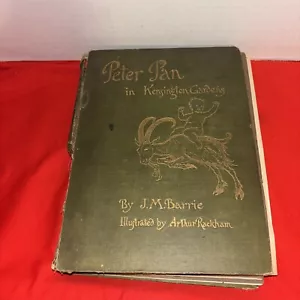 Peter Pan
in Kensington Gardens
By J.M.Barrie
Illustrated by Arthur Rackham